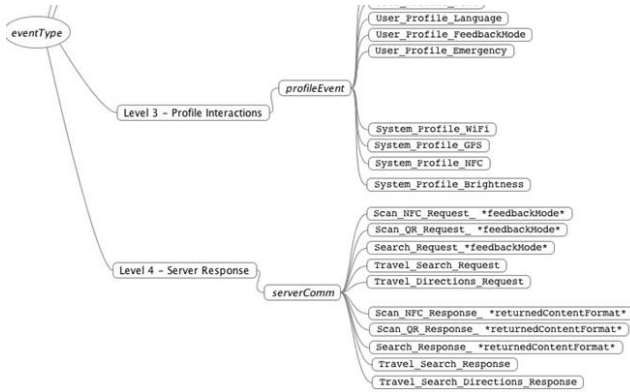 eventType
User_Profile_Language
User_Profile_FeedbackMode
User_Profile_Emergency
profileEvent
Level 3 - Profile Interactions
System_Profile_WiFi
System_Profile_GPS
System_Profile_NFC
System_Profile_Brightness
Scan_NFC_Request_ *feedbackMode*
Scan_QR_Request_ *feedbackMode*
Search_Request_*feedbackMode*
Travel_Search_Request
Level 4 - Server Response
Travel_Directions_Request
serverComm
Scan_NFC_Response_ *returnedContentFormat*
Scan_QR_Response_ *returnedContentFormat*
Search_Response_ *returnedContentFormat*
Travel_Search_Response
Travel_Search_Directions_Response